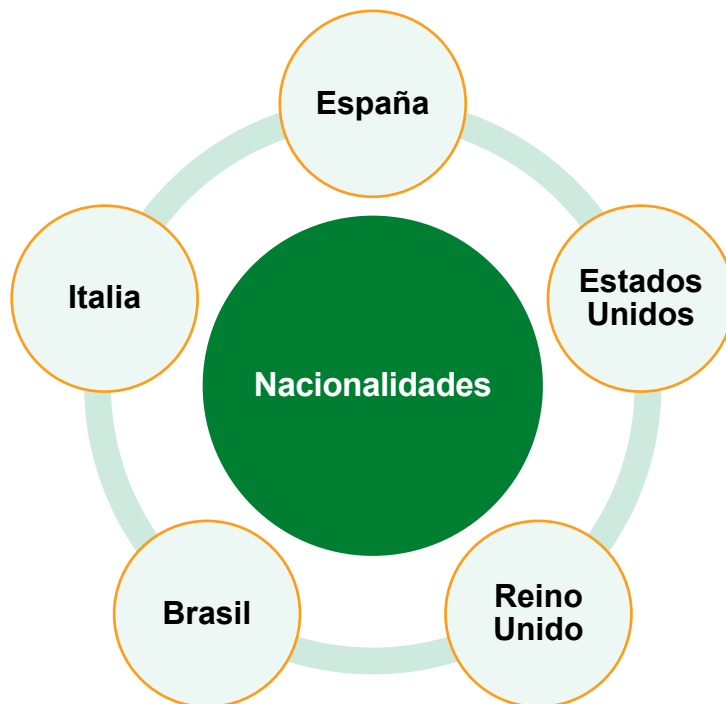 España
Estados
Unidos
Italia
Nacionalidades
Brasil
Reino
Unido